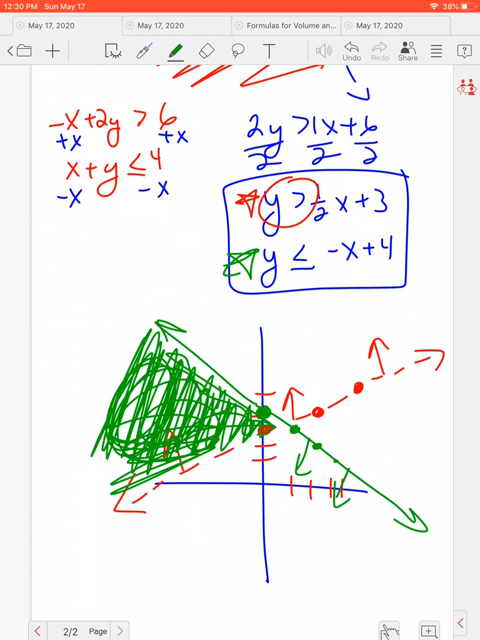 12:30 PM Sun May 17
38%
May 17, 2020
May 17, 2020
Formulas for Volume an
May 17, 2020
Undo
Redo
Share
More
Help
-x+2y > 6
+x +x
x+y ≤ 4
-x -x
2y > 1x+6
2 2 2
y > 1/2 x+3
y ≤ -x+4
2/2 Page